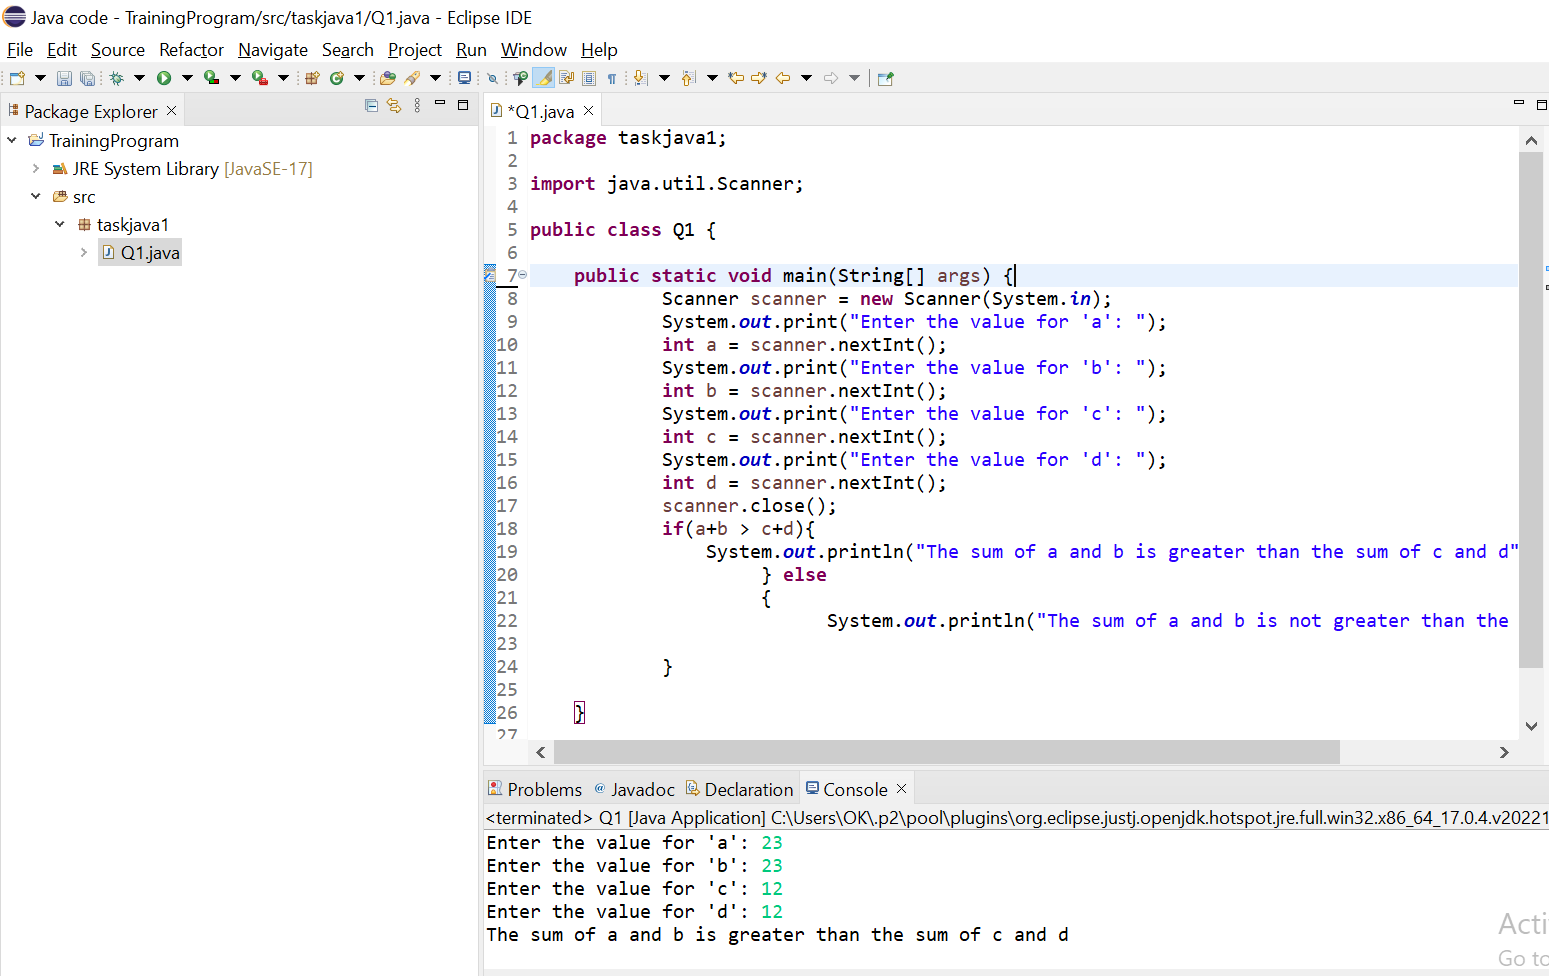 Java code - TrainingProgram/src/taskjava1/Q1.java - Eclipse IDE
File Edit Source Refactor Navigate Search Project Run Window Help
Package Explorer
TrainingProgram
JRE System Library [JavaSE-17]
src
taskjava1
Q1.java
*Q1.java
1 package taskjava1;
2
3 import java.util.Scanner;
4
5 public class Q1 {
6
7 public static void main(String[] args) {
8 Scanner scanner = new Scanner(System.in);
9 System.out.print("Enter the value for 'a': ");
10 int a = scanner.nextInt();
11 System.out.print("Enter the value for 'b': ");
12 int b = scanner.nextInt();
13 System.out.print("Enter the value for 'c': ");
14 int c = scanner.nextInt();
15 System.out.print("Enter the value for 'd': ");
16 int d = scanner.nextInt();
17 scanner.close();
18 if(a+b > c+d){
19 System.out.println("The sum of a and b is greater than the sum of c and d"
20 } else
21 {
22 System.out.println("The sum of a and b is not greater than the
23
24 }
25
26 }
27
Problems Javadoc Declaration Console
<terminated> Q1 [Java Application] C:\Users\OK\.p2\pool\plugins\org.eclipse.justj.openjdk.hotspot.jre.full.win32.x86_64_17.0.4.v20221
Enter the value for 'a': 23
Enter the value for 'b': 23
Enter the value for 'c': 12
Enter the value for 'd': 12
The sum of a and b is greater than the sum of c and d
Acti
Go to